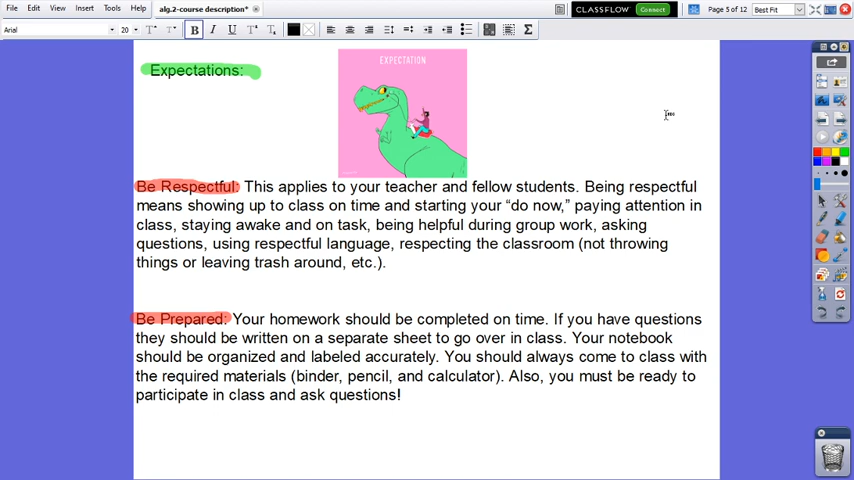 File Edit View Insert Tools Help alg.2-course description* CLASSFLOW Connect Page 5 of 12 Best Fit
Arial 20 B I U T T Σ
Expectations:
EXPECTATION
Be Respectful: This applies to your teacher and fellow students. Being respectful
means showing up to class on time and starting your “do now,” paying attention in
class, staying awake and on task, being helpful during group work, asking
questions, using respectful language, respecting the classroom (not throwing
things or leaving trash around, etc.).
Be Prepared: Your homework should be completed on time. If you have questions
they should be written on a separate sheet to go over in class. Your notebook
should be organized and labeled accurately. You should always come to class with
the required materials (binder, pencil, and calculator). Also, you must be ready to
participate in class and ask questions!